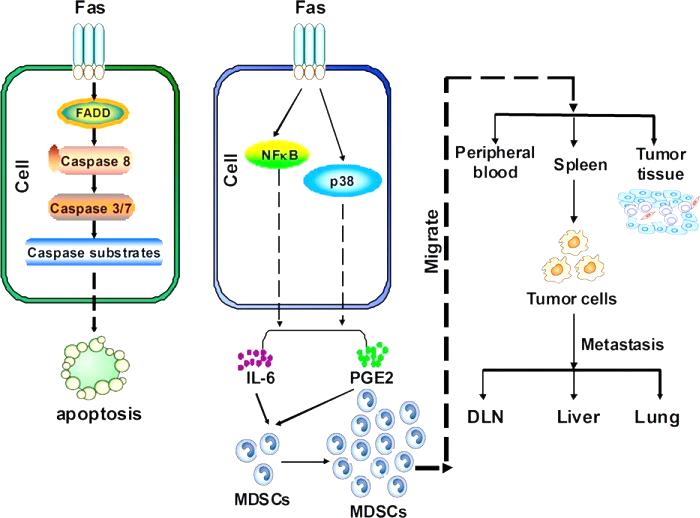 Fas
FADD
Caspase 8
Caspase 3/7
Caspase substrates
Cell
apoptosis
Fas
Cell
NFκB
p38
IL-6
PGE2
MDSCs
MDSCs
Migrate
Peripheral
blood
Spleen
Tumor
tissue
Tumor cells
Metastasis
DLN
Liver
Lung